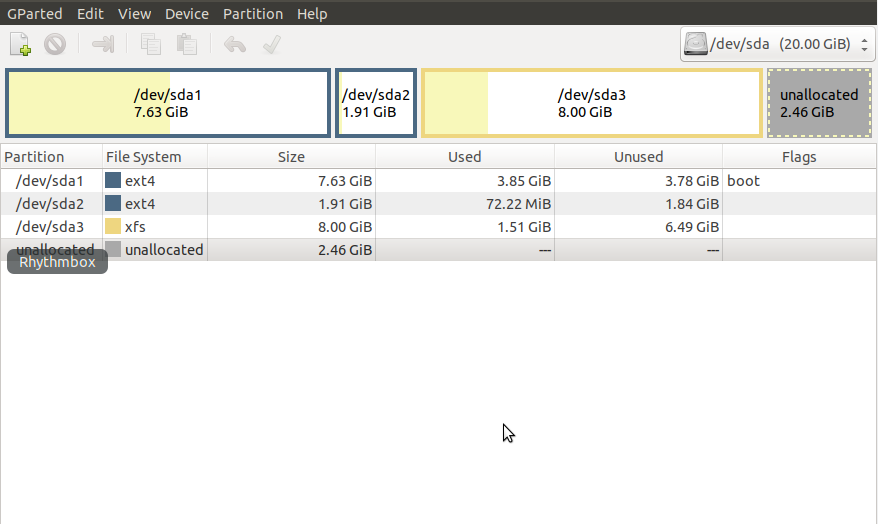 GParted Edit View Device Partition Help
/dev/sda (20.00 GiB)
/dev/sda1
7.63 GiB
/dev/sda2
1.91 GiB
/dev/sda3
8.00 GiB
unallocated
2.46 GiB
Partition File System Size Used Unused Flags
/dev/sda1 ext4 7.63 GiB 3.85 GiB 3.78 GiB boot
/dev/sda2 ext4 1.91 GiB 72.22 MiB 1.84 GiB
/dev/sda3 xfs 8.00 GiB 1.51 GiB 6.49 GiB
unallocated unallocated 2.46 GiB --- ---
Rhythmbox